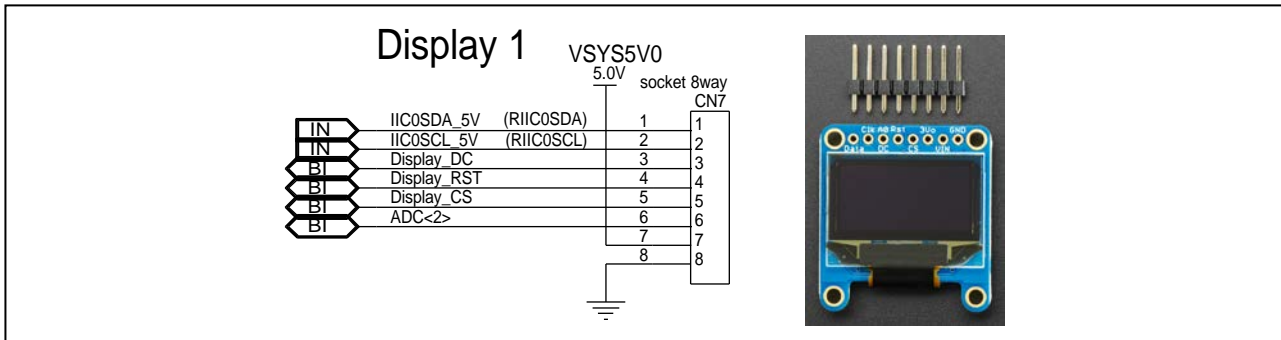 Display 1
VSYS5V0
5.0V
socket 8way
CN7
IN IIC0SDA_5V (RIIC0SDA) 1 1
IN IIC0SCL_5V (RIIC0SCL) 2 2
BI Display_DC 3 3
BI Display_RST 4 4
BI Display_CS 5 5
BI ADC<2> 6 6
7 7
8 8
Clk A0 Rst 3Vo GND
Data DC CS VIN